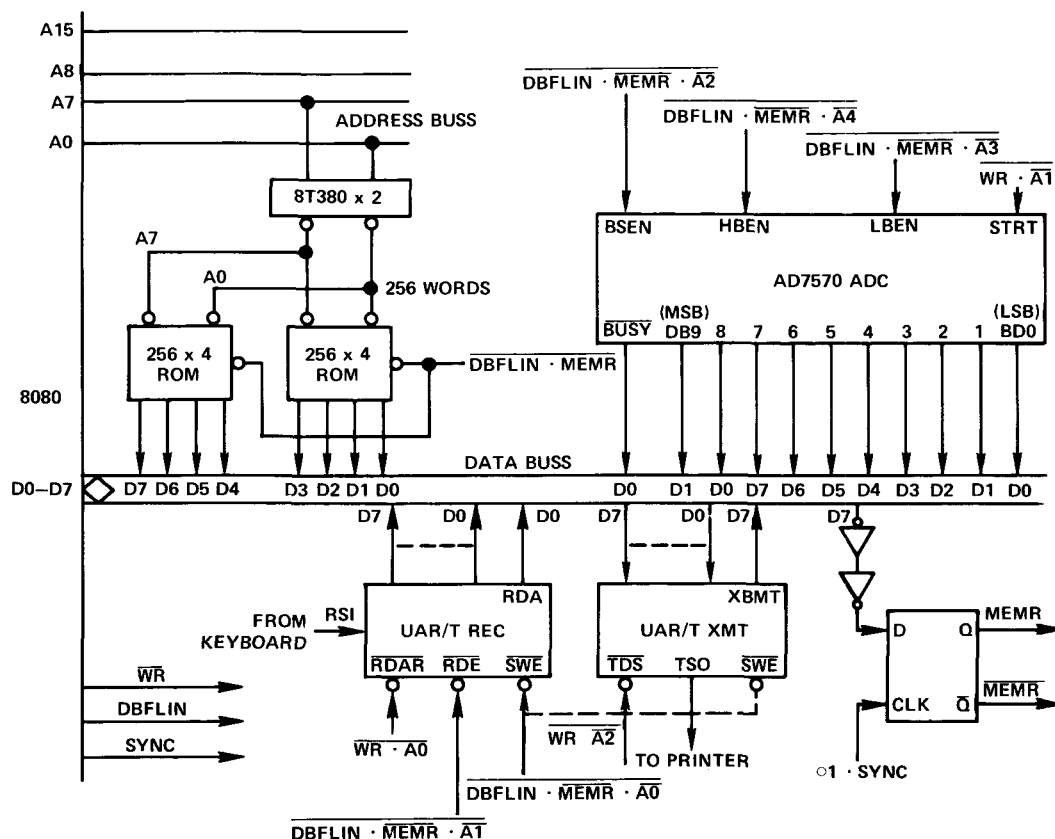 A15
A8
A7
ADDRESS BUSS
A0
8T380 x 2
A7
A0
256 WORDS
256 x 4
ROM
256 x 4
ROM
DBFLIN · MEMR
8080
DBFLIN · MEMR · A2
DBFLIN · MEMR · A4
DBFLIN · MEMR · A3
WR · A1
BSEN HBEN LBEN STRT
AD7570 ADC
(MSB) (LSB)
BUSY DB9 8 7 6 5 4 3 2 1 BD0
DATA BUSS
D0–D7 D7 D6 D5 D4 D3 D2 D1 D0 D0 D1 D0 D7 D6 D5 D4 D3 D2 D1 D0
D7 D0 D0 D7 D0 D7 D7
RDA
FROM
KEYBOARD
RSI
UAR/T REC
RDAR RDE SWE
XBMT
UAR/T XMT
TDS TSO SWE
D Q MEMR
CLK Q MEMR
WR
DBFLIN
SYNC
WR · A0
WR A2
TO PRINTER
○1 · SYNC
DBFLIN · MEMR · A0
DBFLIN · MEMR · A1